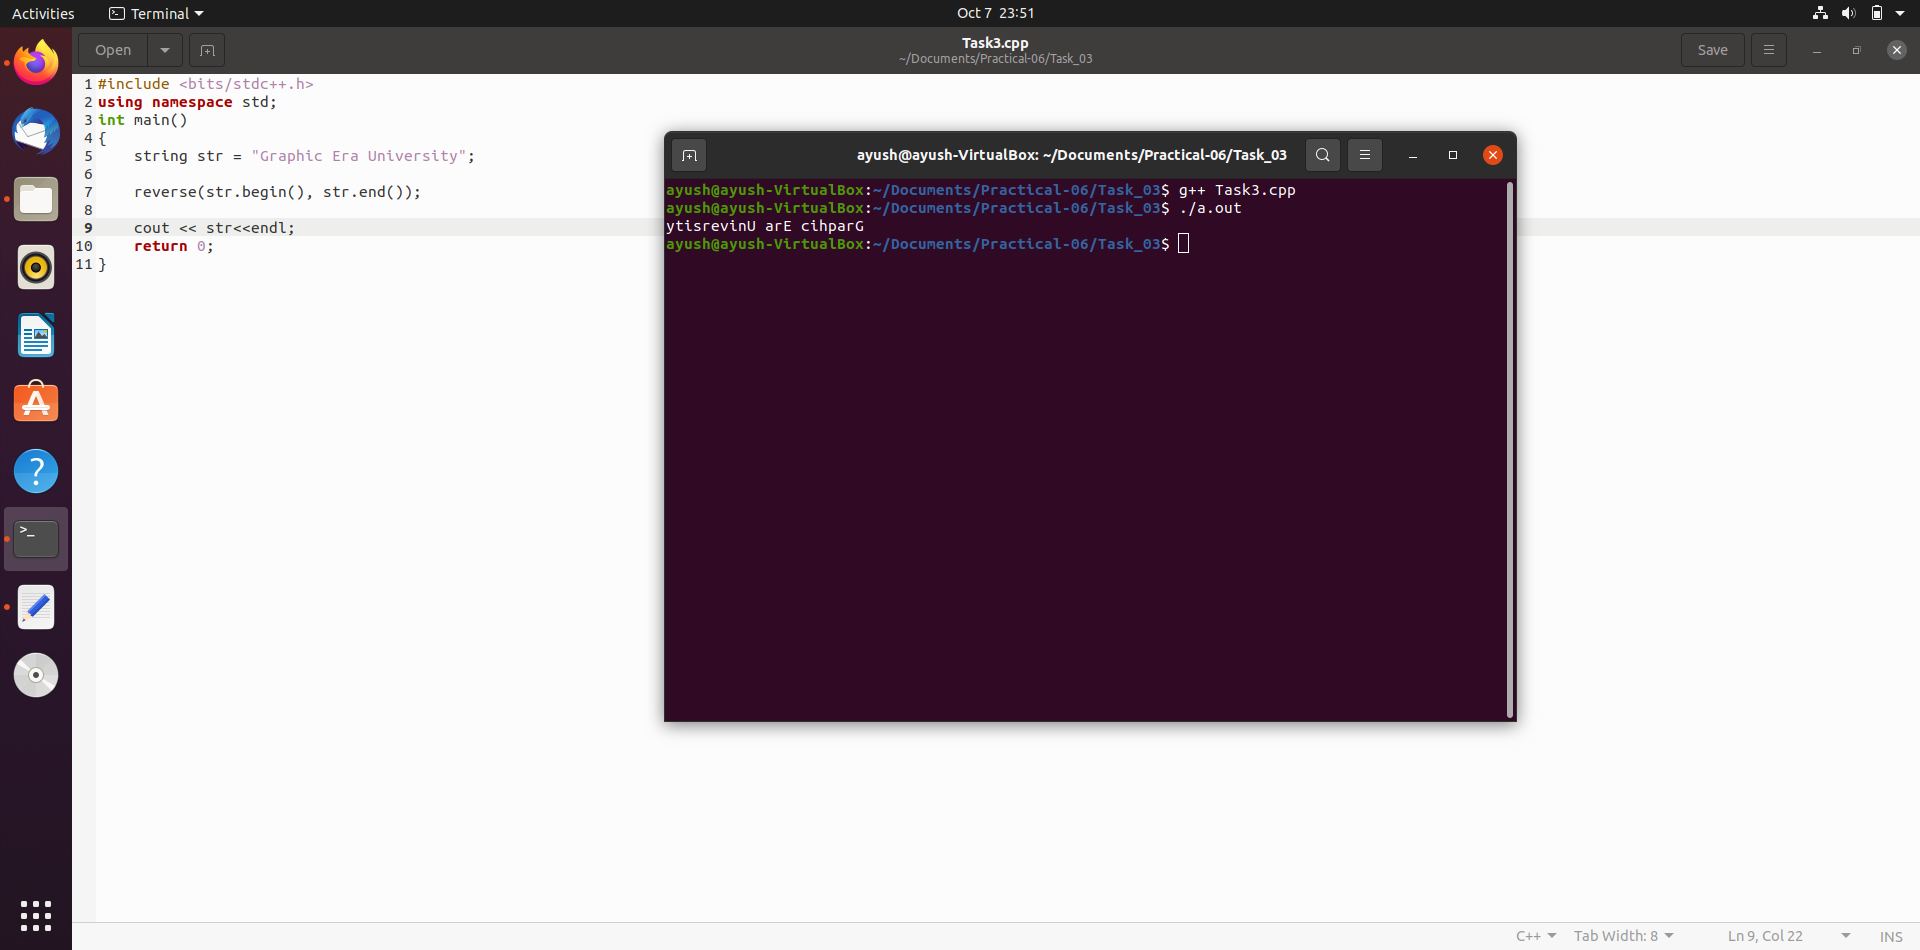 Activities
Terminal
Oct 7 23:51
Open
Task3.cpp
~/Documents/Practical-06/Task_03
Save
1 #include <bits/stdc++.h>
2 using namespace std;
3 int main()
4 {
5     string str = "Graphic Era University";
6
7     reverse(str.begin(), str.end());
8
9     cout << str<<endl;
10     return 0;
11 }
ayush@ayush-VirtualBox: ~/Documents/Practical-06/Task_03
ayush@ayush-VirtualBox:~/Documents/Practical-06/Task_03$ g++ Task3.cpp
ayush@ayush-VirtualBox:~/Documents/Practical-06/Task_03$ ./a.out
ytisrevinU arE cihparG
ayush@ayush-VirtualBox:~/Documents/Practical-06/Task_03$
C++
Tab Width: 8
Ln 9, Col 22
INS